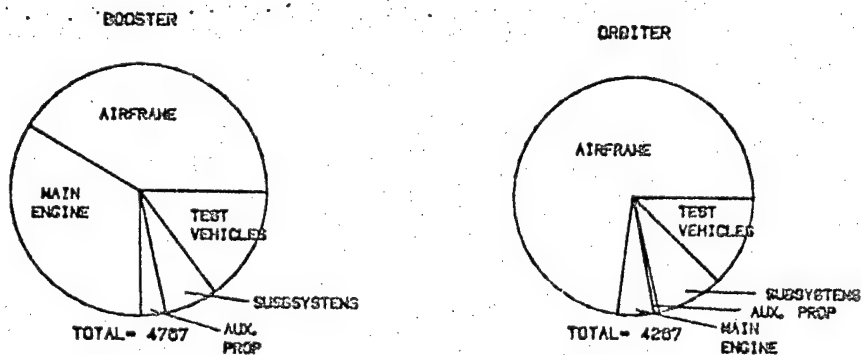 BOOSTER
AIRFRAME
MAIN
ENGINE
TEST
VEHICLES
SUBSYSTEMS
AUX.
PROP
TOTAL= 4767
ORBITER
AIRFRAME
TEST
VEHICLES
SUBSYSTEMS
AUX. PROP
MAIN
ENGINE
TOTAL= 4287